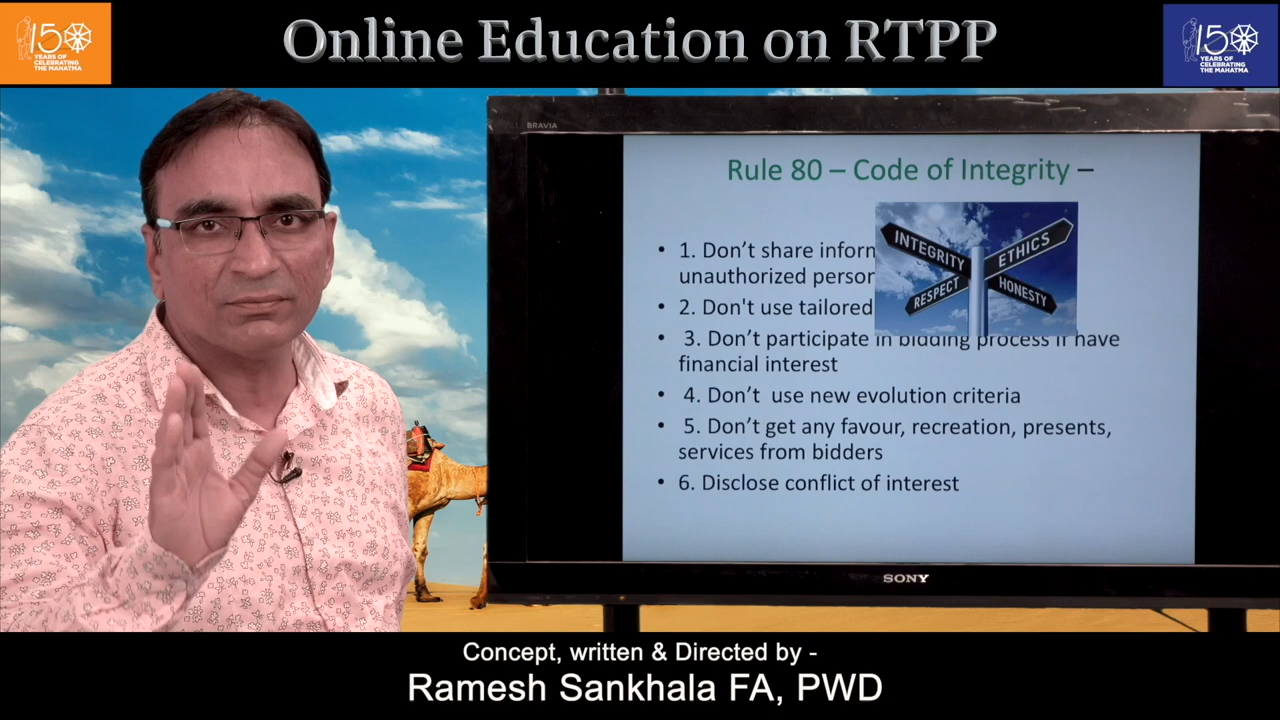 150
YEARS OF
CELEBRATING
THE MAHATMA
Online Education on RTPP
150
YEARS OF
CELEBRATING
THE MAHATMA
BRAVIA
Rule 80 – Code of Integrity –
• 1. Don’t share inform
unauthorized person
• 2. Don't use tailored
• 3. Don’t participate in bidding process if have
financial interest
• 4. Don’t use new evolution criteria
• 5. Don’t get any favour, recreation, presents,
services from bidders
• 6. Disclose conflict of interest
INTEGRITY
ETHICS
RESPECT
HONESTY
SONY
Concept, written & Directed by -
Ramesh Sankhala FA, PWD